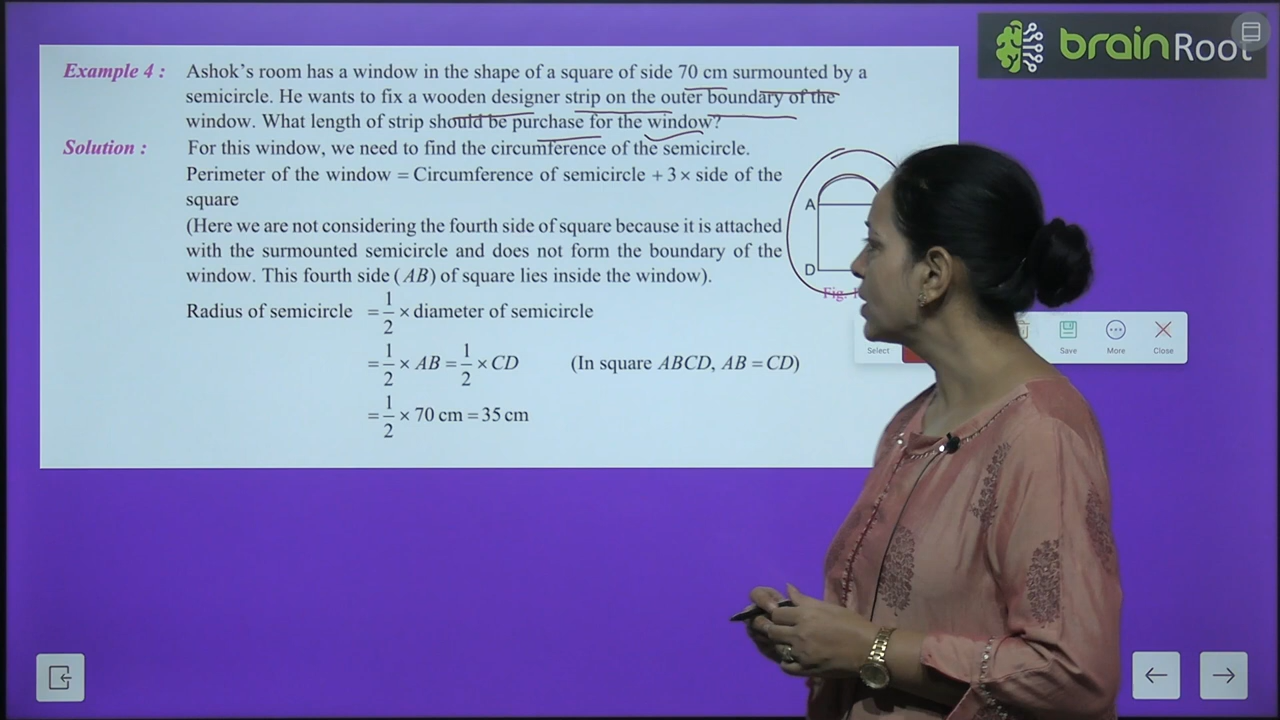 brainRoot
Example 4 : Ashok's room has a window in the shape of a square of side 70 cm surmounted by a
semicircle. He wants to fix a wooden designer strip on the outer boundary of the
window. What length of strip should be purchase for the window?
Solution : For this window, we need to find the circumference of the semicircle.
Perimeter of the window = Circumference of semicircle + 3 × side of the
square
(Here we are not considering the fourth side of square because it is attached
with the surmounted semicircle and does not form the boundary of the
window. This fourth side (AB) of square lies inside the window).
A
D
Fig.
Radius of semicircle = 1/2 × diameter of semicircle
= 1/2 × AB = 1/2 × CD (In square ABCD, AB = CD)
= 1/2 × 70 cm = 35 cm
Select
Save
More
Close